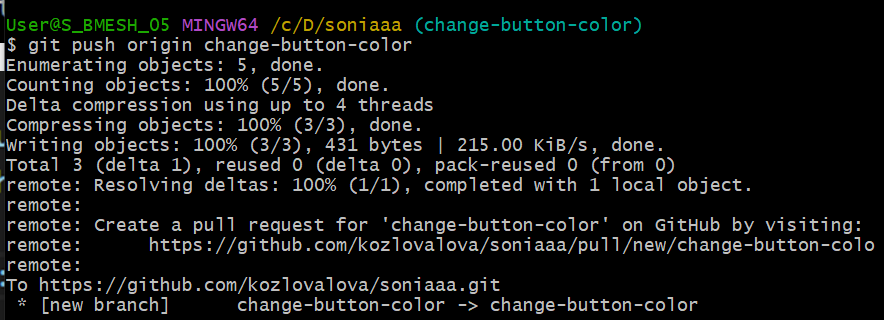 User@S_BMESH_05 MINGW64 /c/D/soniaaa (change-button-color)
$ git push origin change-button-color
Enumerating objects: 5, done.
Counting objects: 100% (5/5), done.
Delta compression using up to 4 threads
Compressing objects: 100% (3/3), done.
Writing objects: 100% (3/3), 431 bytes | 215.00 KiB/s, done.
Total 3 (delta 1), reused 0 (delta 0), pack-reused 0 (from 0)
remote: Resolving deltas: 100% (1/1), completed with 1 local object.
remote:
remote: Create a pull request for 'change-button-color' on GitHub by visiting:
remote:      https://github.com/kozlovalova/soniaaa/pull/new/change-button-colo
remote:
To https://github.com/kozlovalova/soniaaa.git
 * [new branch]      change-button-color -> change-button-color